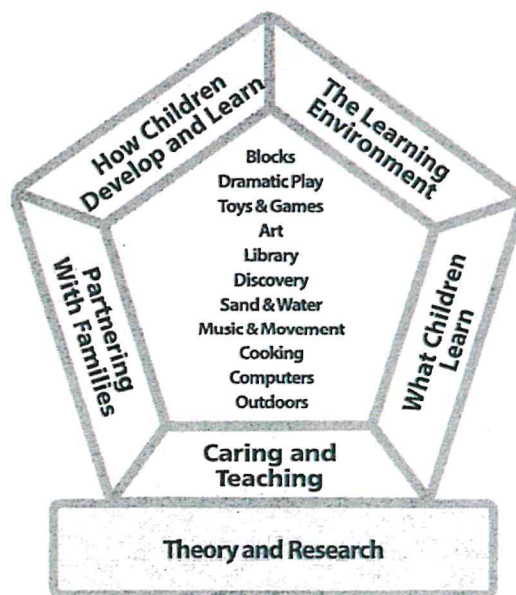 How Children
Develop and Learn
The Learning
Environment
Blocks
Dramatic Play
Toys & Games
Art
Library
Discovery
Sand & Water
Music & Movement
Cooking
Computers
Outdoors
Partnering
With Families
What Children
Learn
Caring and
Teaching
Theory and Research